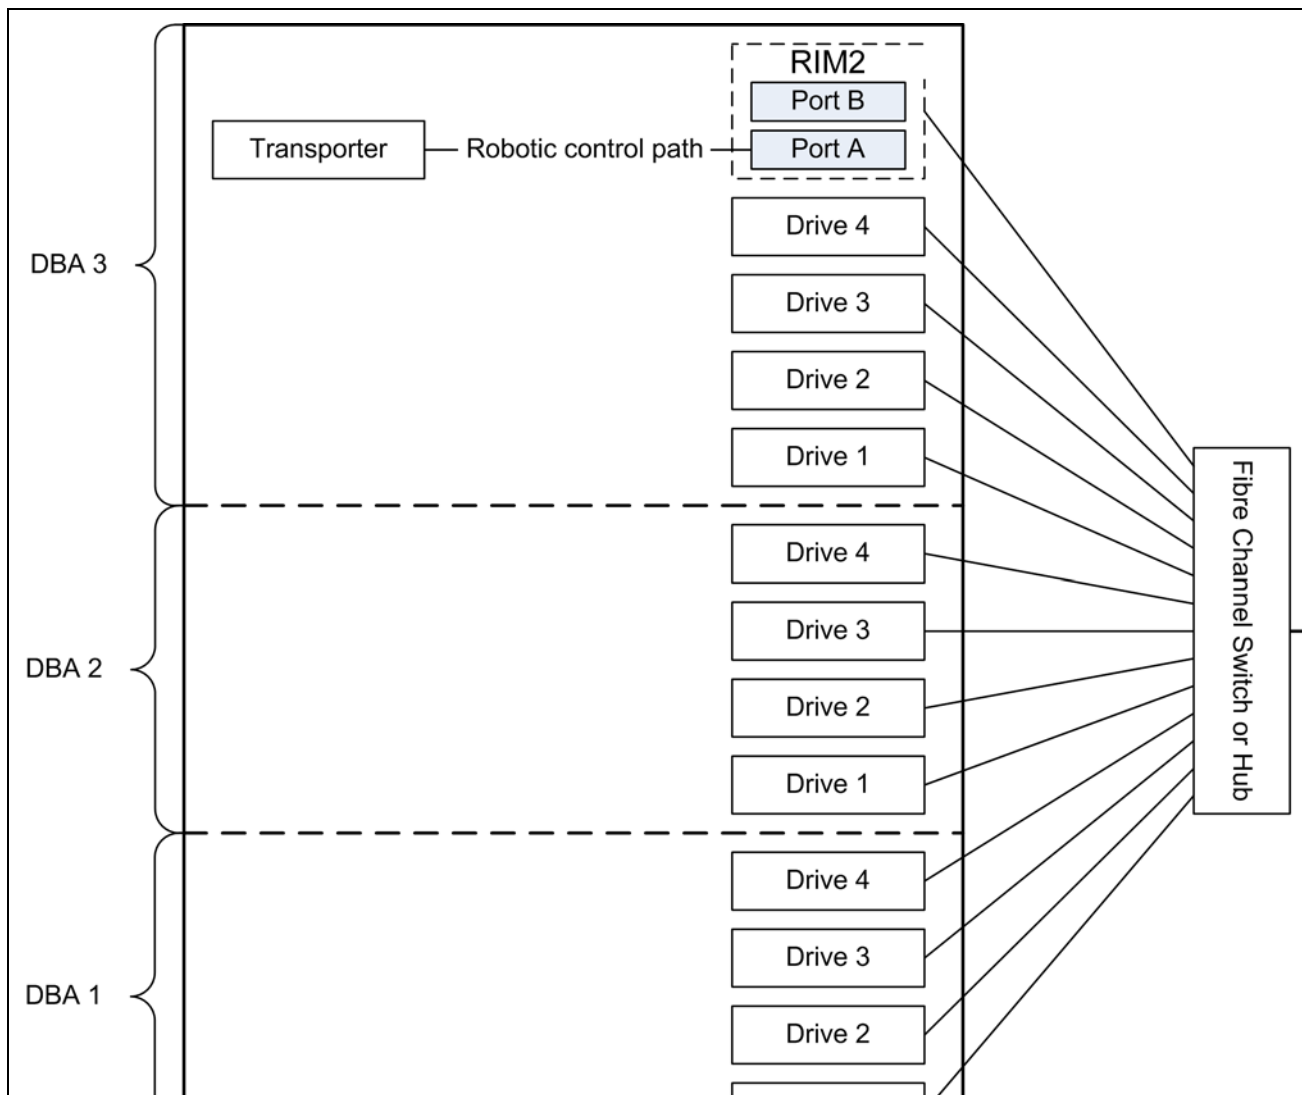 RIM2
Port B
Transporter
Robotic control path
Port A
DBA 3
Drive 4
Drive 3
Drive 2
Drive 1
Fibre Channel Switch or Hub
DBA 2
Drive 4
Drive 3
Drive 2
Drive 1
DBA 1
Drive 4
Drive 3
Drive 2